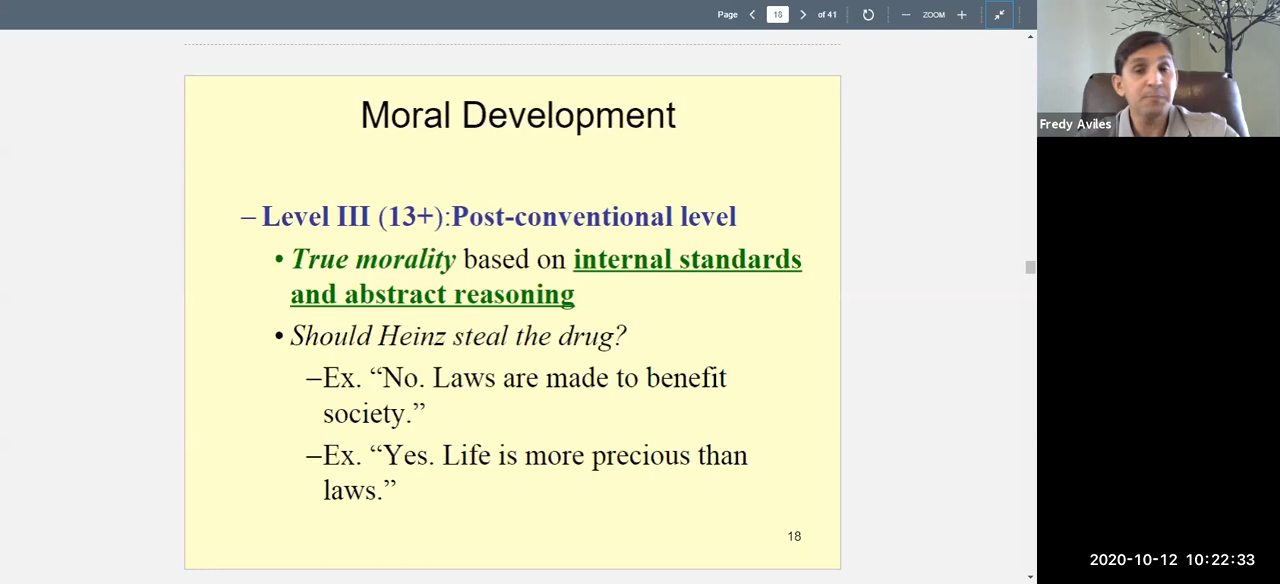 Page 18 of 41 ZOOM
Moral Development
– Level III (13+):Post-conventional level
• True morality based on internal standards
and abstract reasoning
• Should Heinz steal the drug?
–Ex. “No. Laws are made to benefit
society.”
–Ex. “Yes. Life is more precious than
laws.”
18
Fredy Aviles
2020-10-12 10:22:33